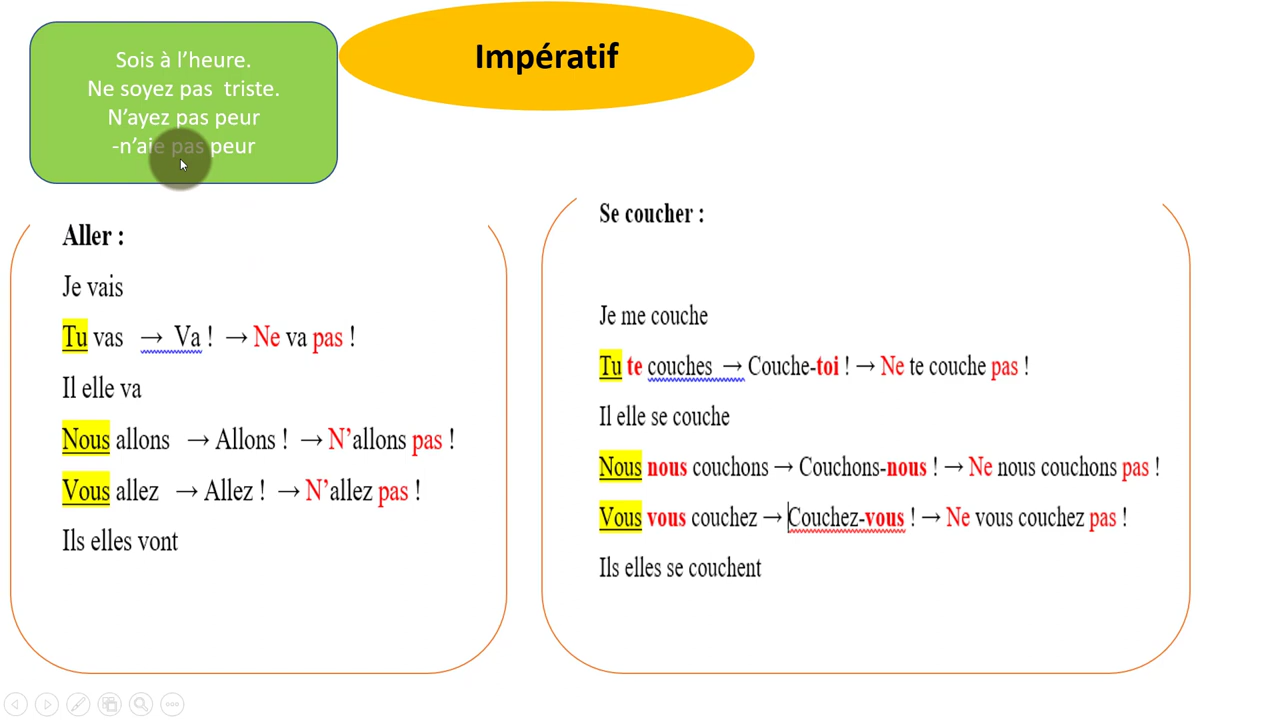 Sois à l’heure.
Ne soyez pas triste.
N’ayez pas peur
-n’aie pas peur
Impératif
Aller :
Je vais
Tu vas → Va ! → Ne va pas !
Il elle va
Nous allons → Allons ! → N’allons pas !
Vous allez → Allez ! → N’allez pas !
Ils elles vont
Se coucher :
Je me couche
Tu te couches → Couche-toi ! → Ne te couche pas !
Il elle se couche
Nous nous couchons → Couchons-nous ! → Ne nous couchons pas !
Vous vous couchez → Couchez-vous ! → Ne vous couchez pas !
Ils elles se couchent